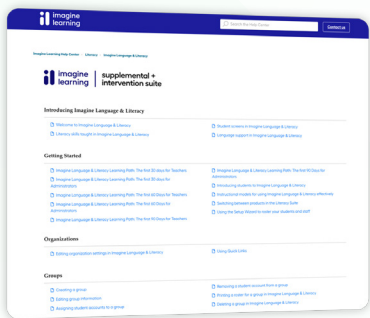 imagine learning
Search the Help Center
Contact us
Imagine Learning Help Center
Literacy
Imagine Language & Literacy
imagine learning
supplemental + intervention suite
Introducing Imagine Language & Literacy
Welcome to Imagine Language & Literacy
Literacy skills taught in Imagine Language & Literacy
Student screens in Imagine Language & Literacy
Language support in Imagine Language & Literacy
Getting Started
Imagine Language & Literacy Learning Path: The first 30 days for Teachers
Imagine Language & Literacy Learning Path: The first 30 days for
Administrators
Imagine Language & Literacy Learning Path: The first 60 days for Teachers
Imagine Language & Literacy Learning Path: The first 60 days for
Administrators
Imagine Language & Literacy Learning Path: The first 90 Days for Teachers
Imagine Language & Literacy Learning Path: The first 90 Days for
Administrators
Introducing students to Imagine Language & Literacy
Instructional models for using Imagine Language & Literacy effectively
Switching between products in the Literacy Suite
Using the Setup Wizard to roster your students and staff
Organizations
Editing organization settings in Imagine Language & Literacy
Using Quick Links
Groups
Creating a group
Editing group information
Assigning student accounts to a group
Removing a student account from a group
Printing a roster for a group in Imagine Language & Literacy
Deleting a group in Imagine Language & Literacy